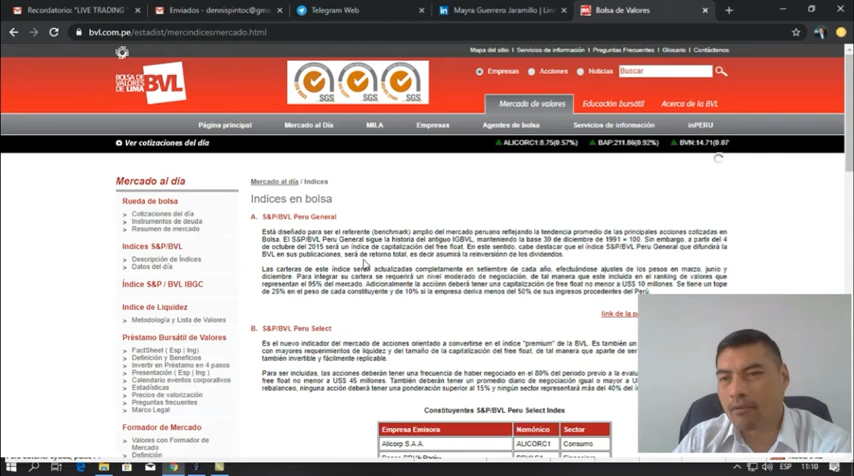 Recordatorio: "LIVE TRADING"
Enviados - dennispintoc@gmail
Telegram Web
Mayra Guerrero Jaramillo | Lin
Bolsa de Valores
bvl.com.pe/estadist/mercindicesmercado.html
Mapa del sitio | Servicios de información | Preguntas Frecuentes | Glosario | Contáctenos
BOLSA DE VALORES DE LIMA BVL
SGS SGS SGS
Empresas Acciones Noticias Buscar
Mercado de valores Educación bursátil Acerca de la BVL
Página principal Mercado al Día MILA Empresas Agentes de bolsa Servicios de información inPERU
Ver cotizaciones del día ALICORC1:8.75(0.57%) BAP:211.86(0.92%) BVN:14.71(0.07
Mercado al día
Rueda de bolsa
Cotizaciones del día
Instrumentos de deuda
Resumen de mercado
Indices S&P/BVL
Descripción de Índices
Datos del día
Índice S&P / BVL IBGC
Indice de Liquidez
Metodología y Lista de Valores
Préstamo Bursátil de Valores
FactSheet ( Esp | Ing )
Definición y Beneficios
Invertir en Préstamo en 4 pasos
Presentación ( Esp | Ing )
Calendario eventos corporativos
Estadísticas
Precios de valorización
Preguntas frecuentes
Marco Legal
Formador de Mercado
Valores con Formador de
Mercado
Definición
Mercado al día / Indices
Indices en bolsa
A. S&P/BVL Peru General
Está diseñado para ser el referente (benchmark) amplio del mercado peruano reflejando la tendencia promedio de las principales acciones cotizadas en
Bolsa. El S&P/BVL Peru General sigue la historia del antiguo IGBVL, manteniendo la base 30 de diciembre de 1991 = 100. Sin embargo, a partir del 4
de octubre del 2015 será un índice de capitalización del free float. En este sentido, cabe destacar que el índice S&P/BVL Peru General que difundirá la
BVL en sus publicaciones, será de retorno total, es decir asumirá la reinversión de los dividendos.
Las carteras de este índice serán actualizadas completamente en setiembre de cada año, efectuándose ajustes de los pesos en marzo, junio y
diciembre. Para integrar su cartera se requerirá un nivel moderado de negociación, de tal manera que este incluida en el ranking de valores que
representan el 95% del mercado. Adicionalmente la acción deberá tener una capitalización de free float no menor a US$ 10 millones. Se tiene un tope
de 25% en el peso de cada constituyente y de 10% si la empresa deriva menos del 50% de sus ingresos procedentes del Perú.
link de la p
B. S&P/BVL Peru Select
Es el nuevo indicador del mercado de acciones orientado a convertirse en el índice "premium" de la BVL. Es también un
con mayores requerimientos de liquidez y del tamaño de la capitalización del free float, de tal manera que aparte de se
también invertible y fácilmente replicable.
Para ser incluidas, las acciones deberán tener una frecuencia de haber negociado en el 80% del periodo previo a la evalua
free float no menor a US$ 45 millones. También deberán tener un promedio diario de negociación igual o mayor a US
rebalanceo, ninguna acción deberá tener una ponderación superior al 15% y ningún sector representará más del 40% del í
Constituyentes S&P/BVL Peru Select Index
Empresa Emisora Nemónico Sector
Alicorp S.A.A. ALICORC1 Consumo
ESP 11:10